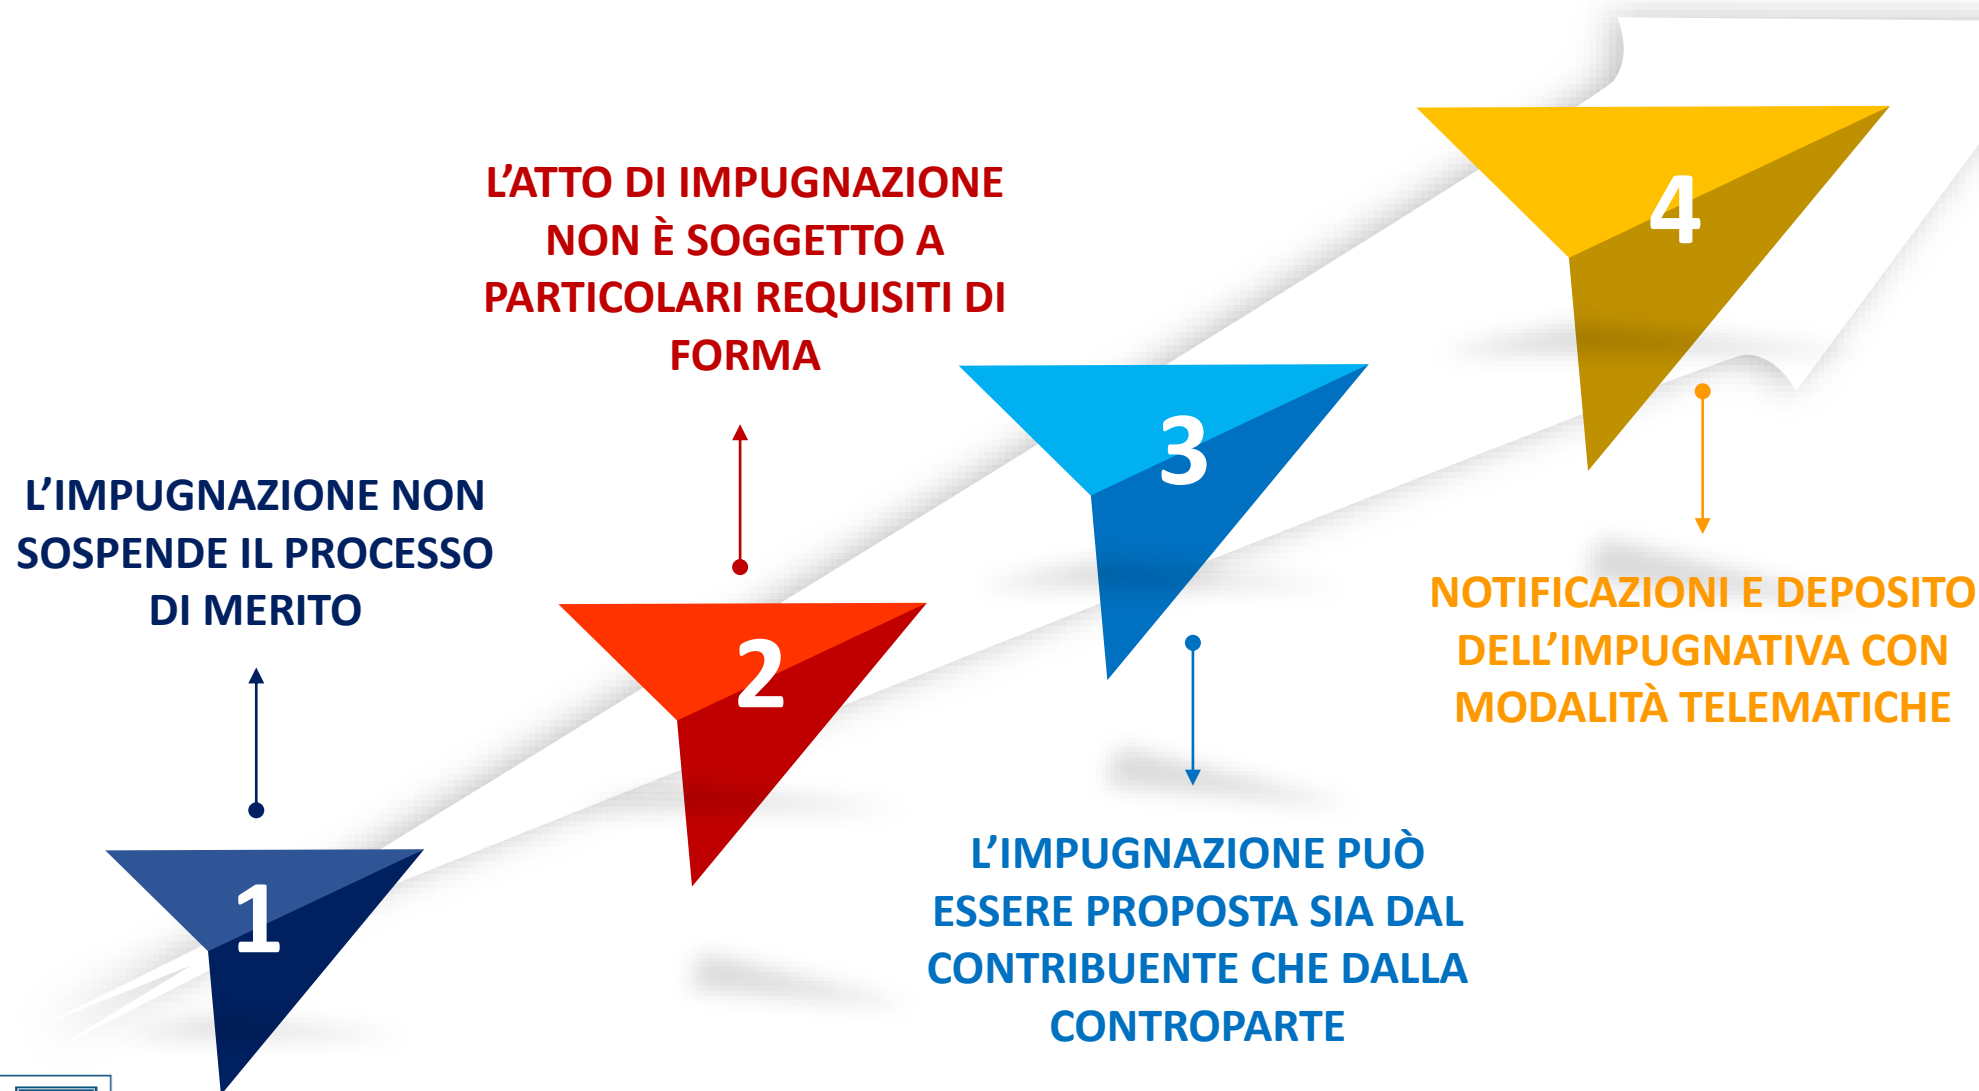 L'IMPUGNAZIONE NON
SOSPENDE IL PROCESSO
DI MERITO
1
L'ATTO DI IMPUGNAZIONE
NON È SOGGETTO A
PARTICOLARI REQUISITI DI
FORMA
2
3
L'IMPUGNAZIONE PUÒ
ESSERE PROPOSTA SIA DAL
CONTRIBUENTE CHE DALLA
CONTROPARTE
4
NOTIFICAZIONI E DEPOSITO
DELL'IMPUGNATIVA CON
MODALITÀ TELEMATICHE